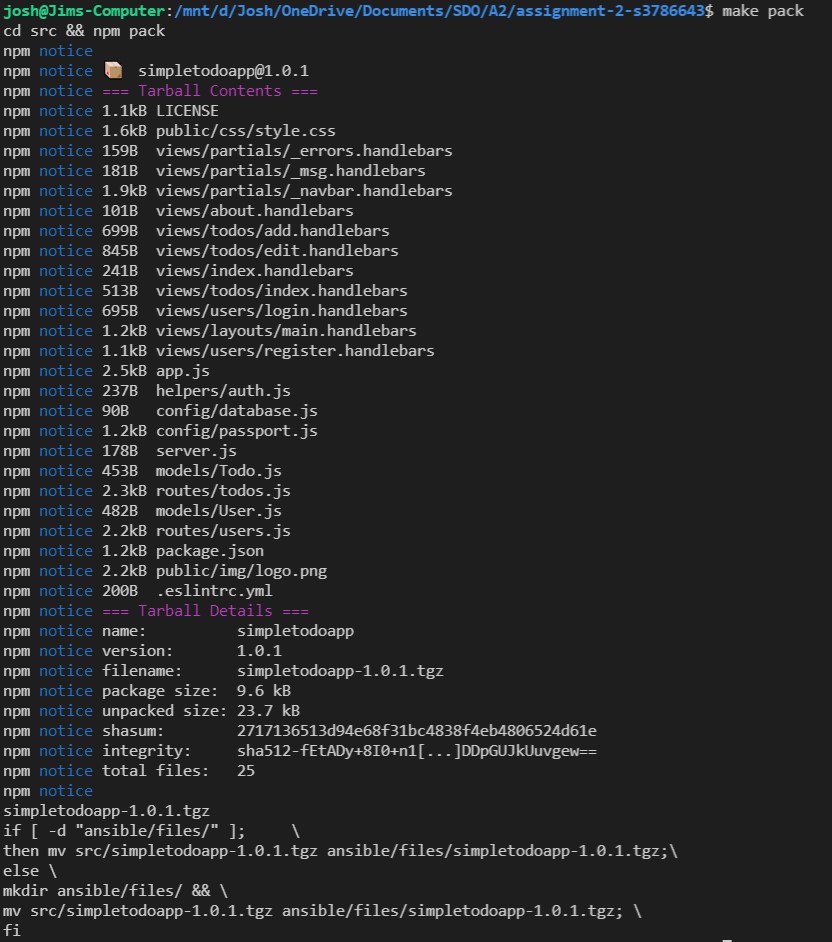 josh@Jims-Computer:/mnt/d/Josh/OneDrive/Documents/SDO/A2/assignment-2-s3786643$ make pack
cd src && npm pack
npm notice
npm notice 📦  simpletodoapp@1.0.1
npm notice === Tarball Contents ===
npm notice 1.1kB LICENSE
npm notice 1.6kB public/css/style.css
npm notice 159B  views/partials/_errors.handlebars
npm notice 181B  views/partials/_msg.handlebars
npm notice 1.9kB views/partials/_navbar.handlebars
npm notice 101B  views/about.handlebars
npm notice 699B  views/todos/add.handlebars
npm notice 845B  views/todos/edit.handlebars
npm notice 241B  views/index.handlebars
npm notice 513B  views/todos/index.handlebars
npm notice 695B  views/users/login.handlebars
npm notice 1.2kB views/layouts/main.handlebars
npm notice 1.1kB views/users/register.handlebars
npm notice 2.5kB app.js
npm notice 237B  helpers/auth.js
npm notice 90B   config/database.js
npm notice 1.2kB config/passport.js
npm notice 178B  server.js
npm notice 453B  models/Todo.js
npm notice 2.3kB routes/todos.js
npm notice 482B  models/User.js
npm notice 2.2kB routes/users.js
npm notice 1.2kB package.json
npm notice 2.2kB public/img/logo.png
npm notice 200B  .eslintrc.yml
npm notice === Tarball Details ===
npm notice name:          simpletodoapp
npm notice version:       1.0.1
npm notice filename:      simpletodoapp-1.0.1.tgz
npm notice package size:  9.6 kB
npm notice unpacked size: 23.7 kB
npm notice shasum:        2717136513d94e68f31bc4838f4eb4806524d61e
npm notice integrity:     sha512-fEtADy+8I0+n1[...]DDpGUJkUuvgew==
npm notice total files:   25
npm notice
simpletodoapp-1.0.1.tgz
if [ -d "ansible/files/" ];     \
then mv src/simpletodoapp-1.0.1.tgz ansible/files/simpletodoapp-1.0.1.tgz;\
else \
mkdir ansible/files/ && \
mv src/simpletodoapp-1.0.1.tgz ansible/files/simpletodoapp-1.0.1.tgz; \
fi